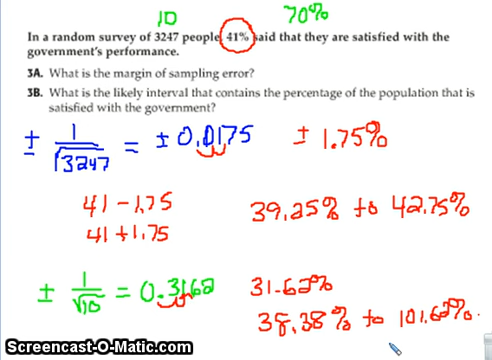 10 70%
In a random survey of 3247 people, 41% said that they are satisfied with the
government's performance.
3A. What is the margin of sampling error?
3B. What is the likely interval that contains the percentage of the population that is
satisfied with the government?
± 1/√3247 = ± 0.0175 ± 1.75%
41 - 1.75
41 + 1.75
39.25% to 42.75%
± 1/√10 = 0.3162 31.62%
38.38% to 101.62%.
Screencast-O-Matic.com